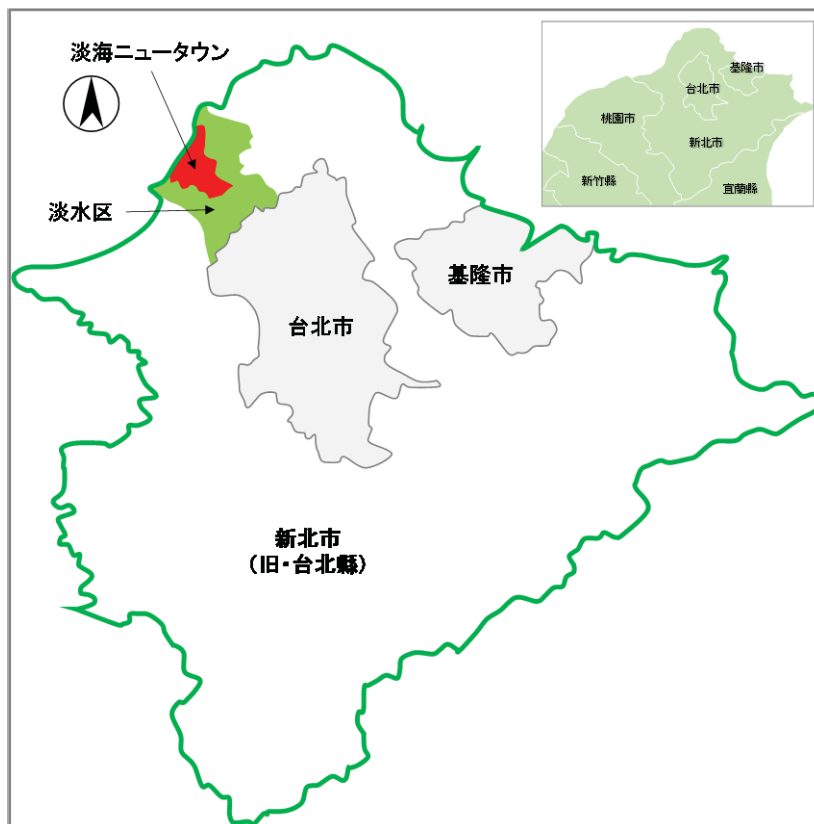 淡海ニュータウン
淡水区
台北市
基隆市
新北市
(旧・台北縣)
基隆市
台北市
桃園市
新北市
新竹縣
宜蘭縣